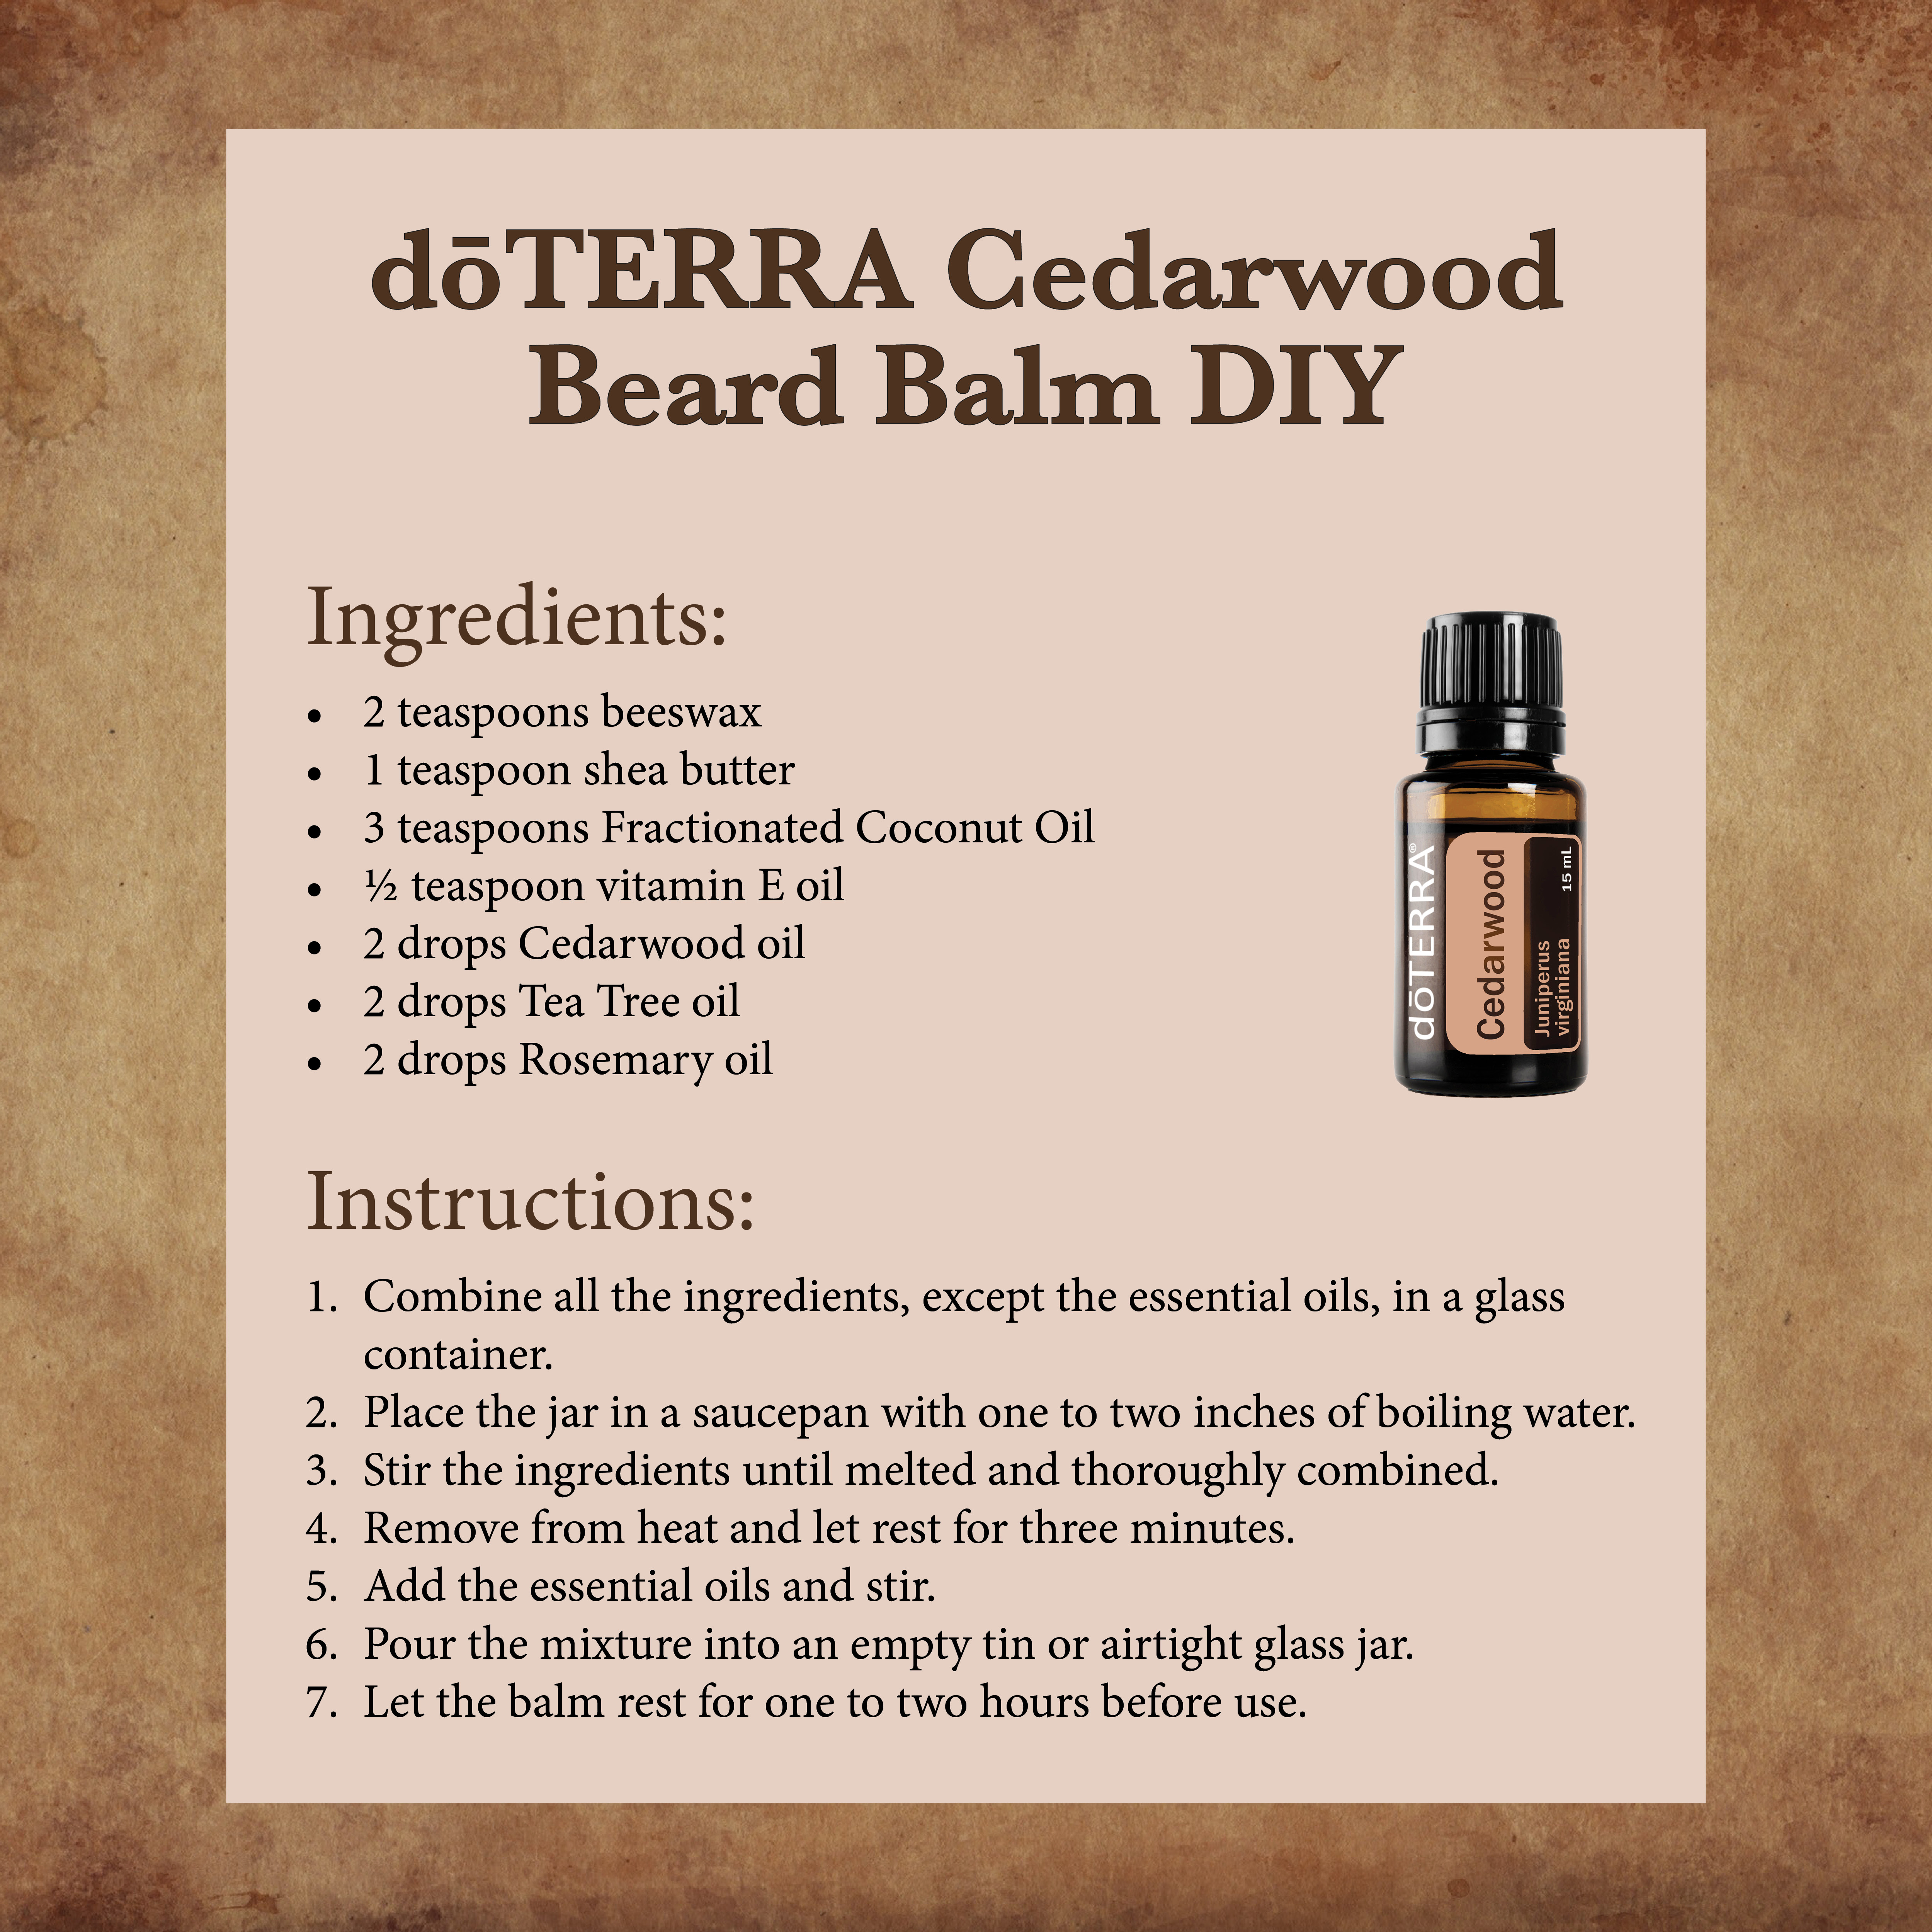 dōTERRA Cedarwood
Beard Balm DIY
Ingredients:
• 2 teaspoons beeswax
• 1 teaspoon shea butter
• 3 teaspoons Fractionated Coconut Oil
• ½ teaspoon vitamin E oil
• 2 drops Cedarwood oil
• 2 drops Tea Tree oil
• 2 drops Rosemary oil
dōTERRA®
Cedarwood
Juniperus
virginiana
15 mL
Instructions:
1. Combine all the ingredients, except the essential oils, in a glass
container.
2. Place the jar in a saucepan with one to two inches of boiling water.
3. Stir the ingredients until melted and thoroughly combined.
4. Remove from heat and let rest for three minutes.
5. Add the essential oils and stir.
6. Pour the mixture into an empty tin or airtight glass jar.
7. Let the balm rest for one to two hours before use.